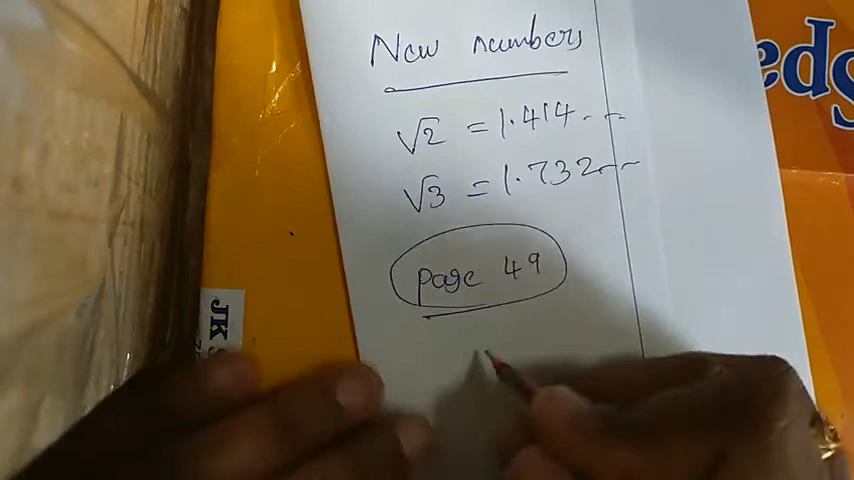 New numbers
√2 = 1.414...
√3 = 1.732...
page 49
JK